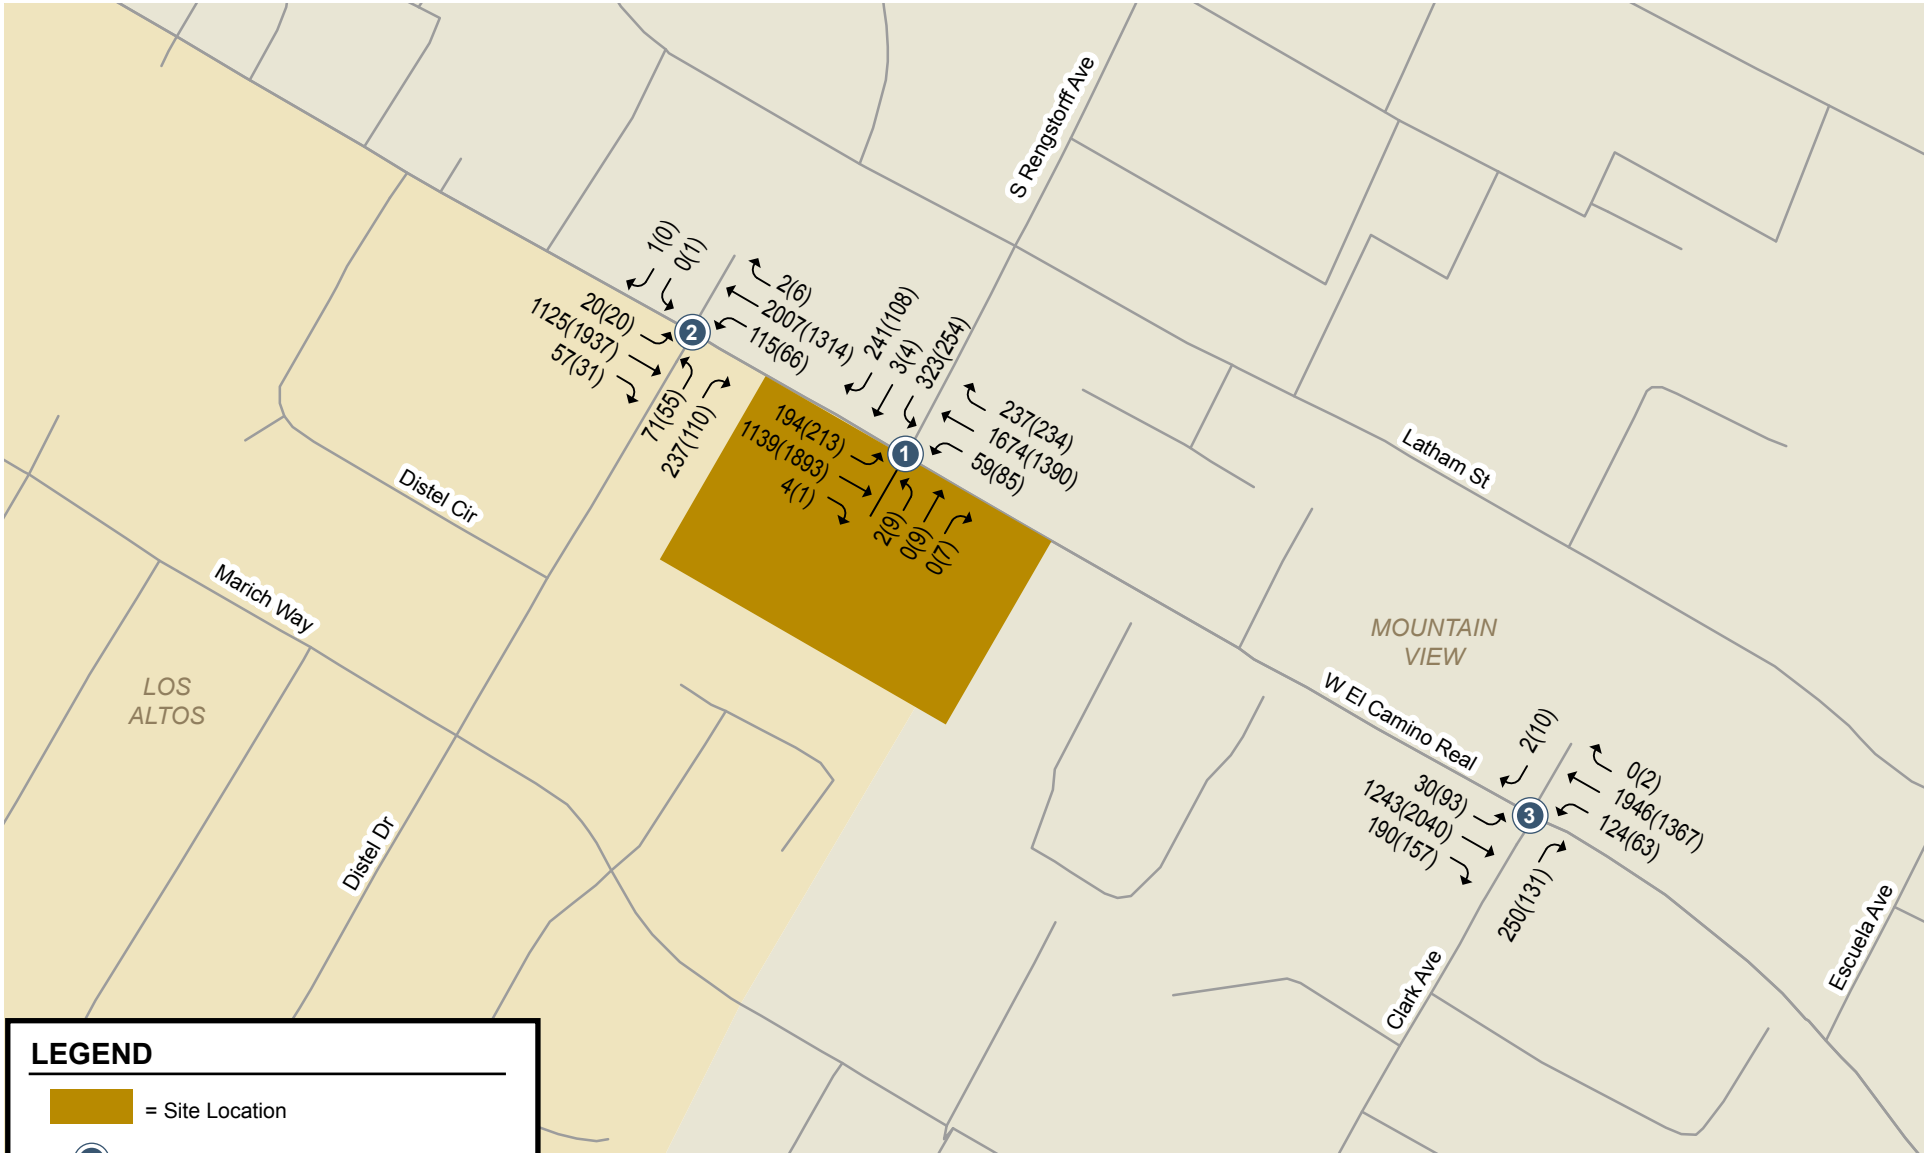 S Rengstorff Ave
1(0)
0(1)
2(6)
2007(1314)
115(66)
20(20)
1125(1937)
57(31)
2
71(55)
237(110)
241(108)
3(4)
323(254)
237(234)
1674(1390)
59(85)
194(213)
1139(1893)
4(1)
1
2(9)
0(9)
0(7)
Latham St
Distel Cir
Marich Way
LOS
ALTOS
MOUNTAIN
VIEW
W El Camino Real
2(10)
0(2)
1946(1367)
124(63)
30(93)
1243(2040)
190(157)
3
250(131)
Distel Dr
Clark Ave
Escuela Ave
LEGEND
= Site Location